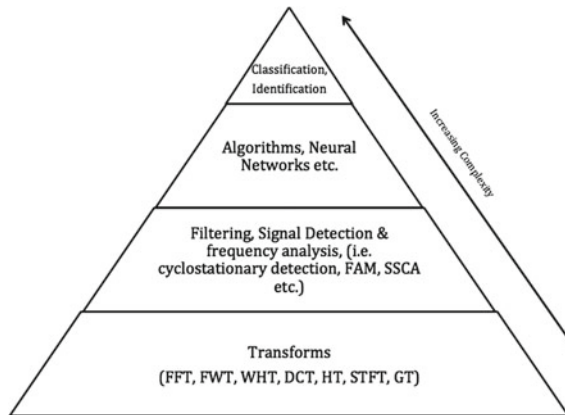 Classification,
Identification
Increasing Complexity
Algorithms, Neural
Networks etc.
Filtering, Signal Detection &
frequency analysis, (i.e.
cyclostationary detection, FAM, SSCA
etc.)
Transforms
(FFT, FWT, WHT, DCT, HT, STFT, GT)